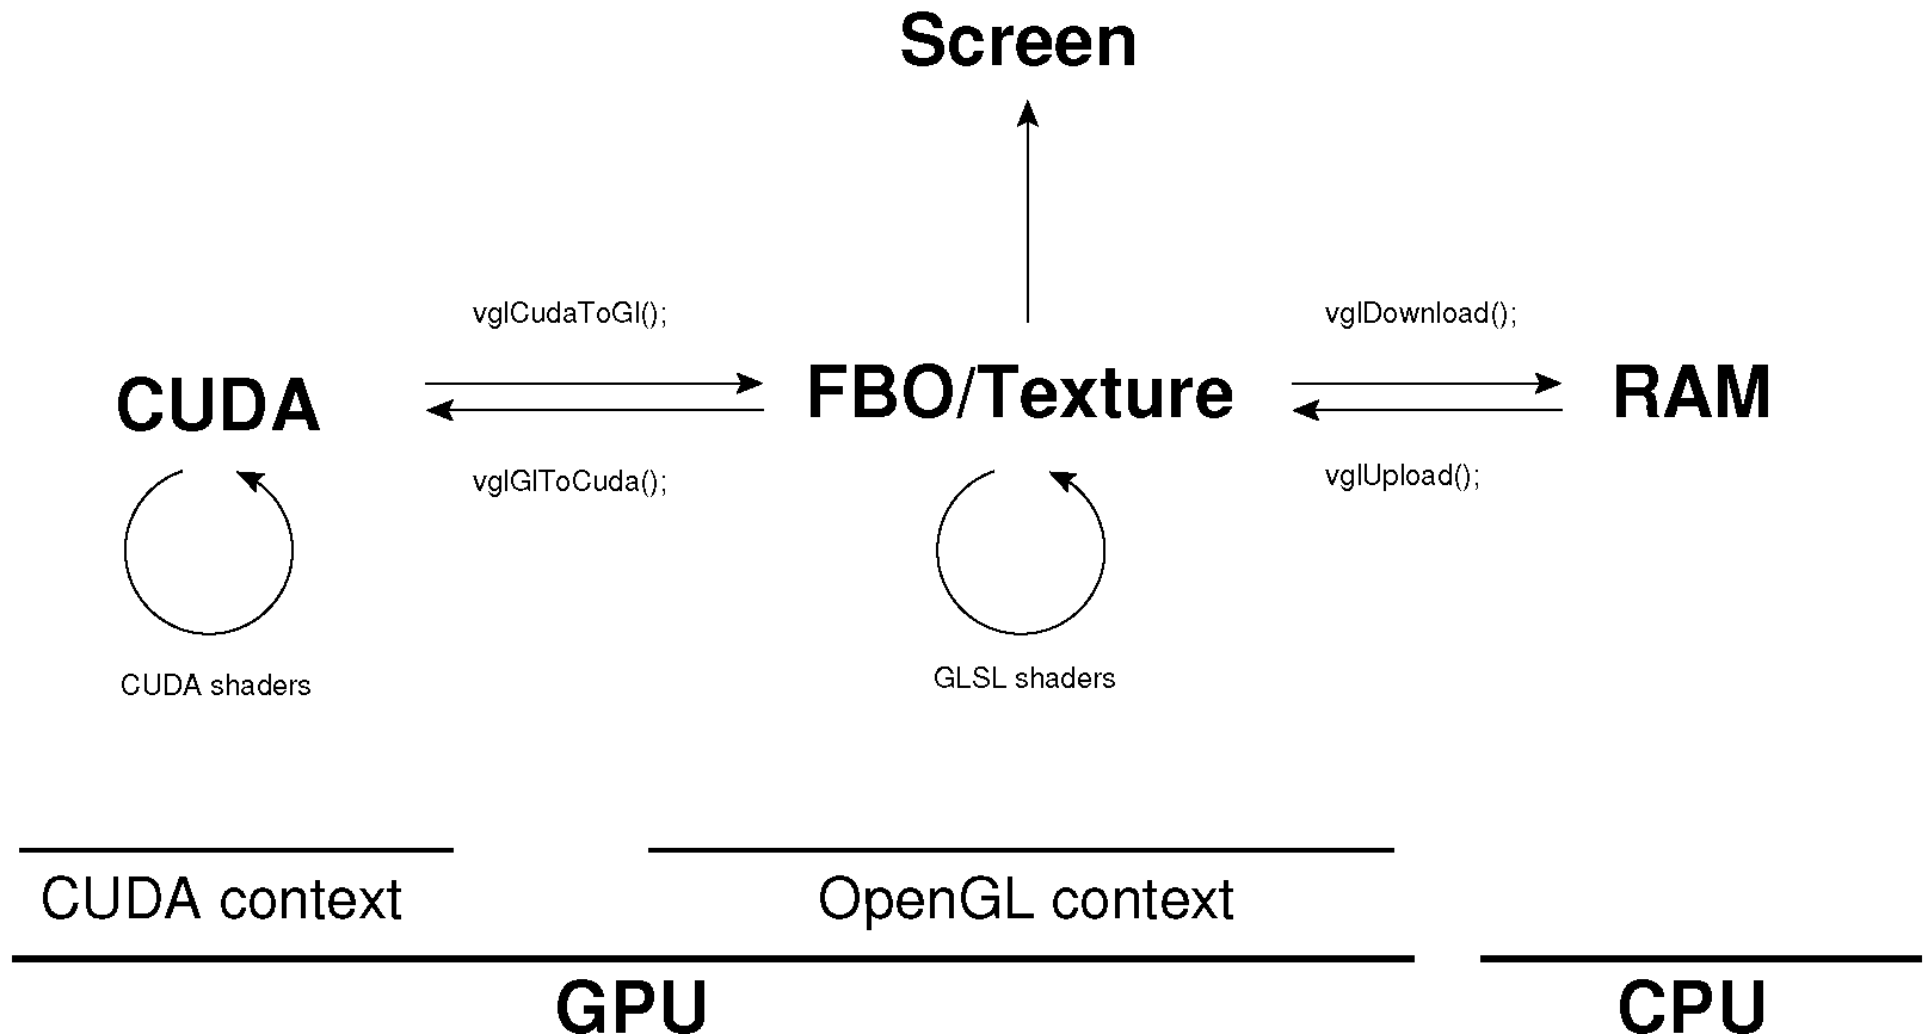 Screen
vglCudaToGl();
vglDownload();
CUDA
FBO/Texture
RAM
vglGlToCuda();
vglUpload();
CUDA shaders
GLSL shaders
CUDA context
OpenGL context
GPU
CPU